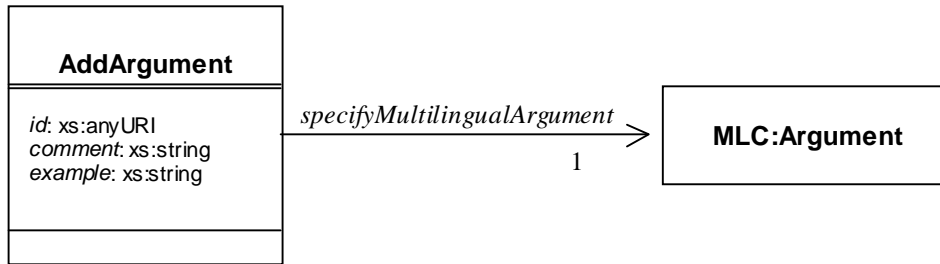 AddArgument
id: xs:anyURI
comment: xs:string
example: xs:string
specifyMultilingualArgument
1
MLC:Argument